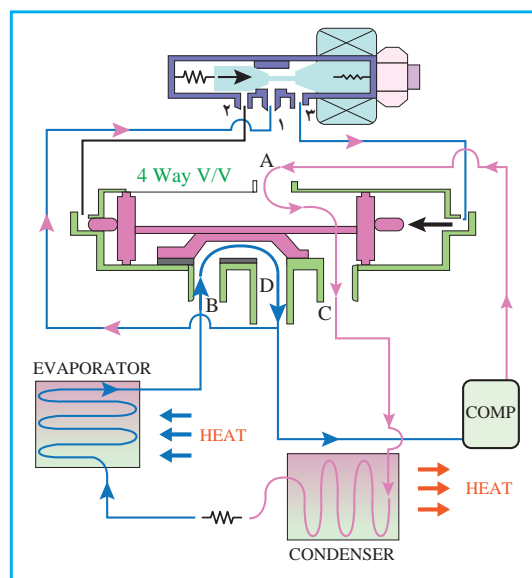 ۲
۱
۳
A
4 Way V/V
B
D
C
EVAPORATOR
HEAT
COMP
HEAT
CONDENSER